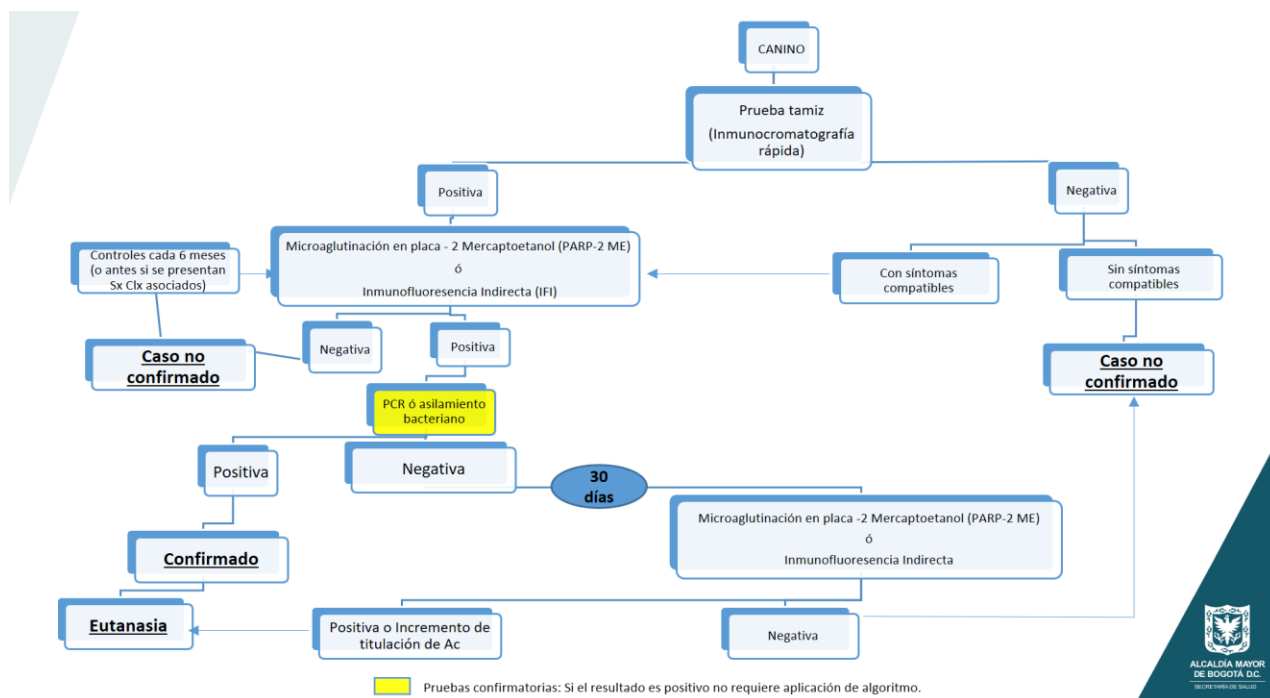 CANINO
Prueba tamiz
(Inmunocromatografía
rápida)
Positiva
Negativa
Microaglutinación en placa - 2 Mercaptoetanol (PARP-2 ME)
ó
Inmunofluoresencia Indirecta (IFI)
Controles cada 6 meses
(o antes si se presentan
Sx Clx asociados)
Con síntomas
compatibles
Sin síntomas
compatibles
Negativa
Positiva
Caso no
confirmado
Caso no
confirmado
PCR ó asilamiento
bacteriano
Positiva
Negativa
30
días
Microaglutinación en placa -2 Mercaptoetanol (PARP-2 ME)
ó
Inmunofluoresencia Indirecta
Confirmado
Eutanasia
Positiva o Incremento de
titulación de Ac
Negativa
Pruebas confirmatorias: Si el resultado es positivo no requiere aplicación de algoritmo.
ALCALDÍA MAYOR
DE BOGOTÁ D.C.
SECRETARÍA DE SALUD